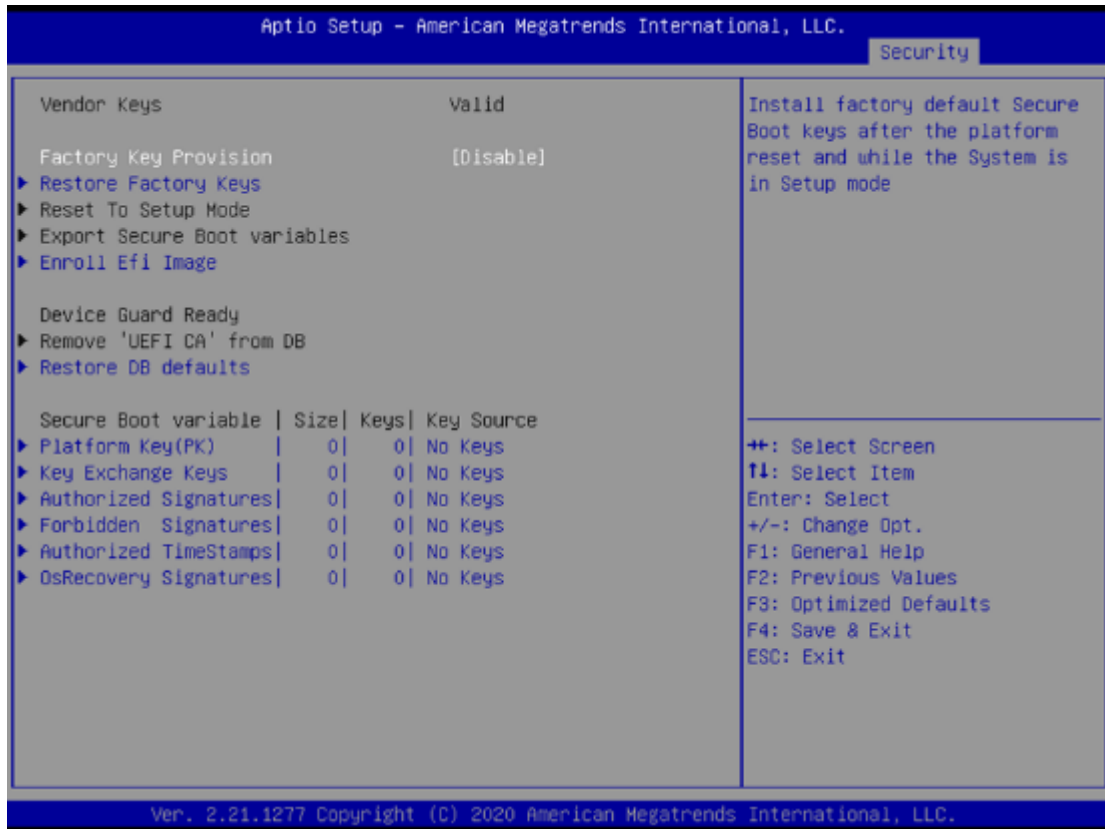 Aptio Setup – American Megatrends International, LLC.
Security
Vendor Keys Valid
Factory Key Provision [Disable]
Restore Factory Keys
Reset To Setup Mode
Export Secure Boot variables
Enroll Efi Image
Device Guard Ready
Remove 'UEFI CA' from DB
Restore DB defaults
Secure Boot variable | Size| Keys| Key Source
Platform Key(PK) | 0| 0| No Keys
Key Exchange Keys | 0| 0| No Keys
Authorized Signatures| 0| 0| No Keys
Forbidden Signatures| 0| 0| No Keys
Authorized TimeStamps| 0| 0| No Keys
OsRecovery Signatures| 0| 0| No Keys
Install factory default Secure
Boot keys after the platform
reset and while the System is
in Setup mode
→←: Select Screen
↑↓: Select Item
Enter: Select
+/-: Change Opt.
F1: General Help
F2: Previous Values
F3: Optimized Defaults
F4: Save & Exit
ESC: Exit
Ver. 2.21.1277 Copyright (C) 2020 American Megatrends International, LLC.